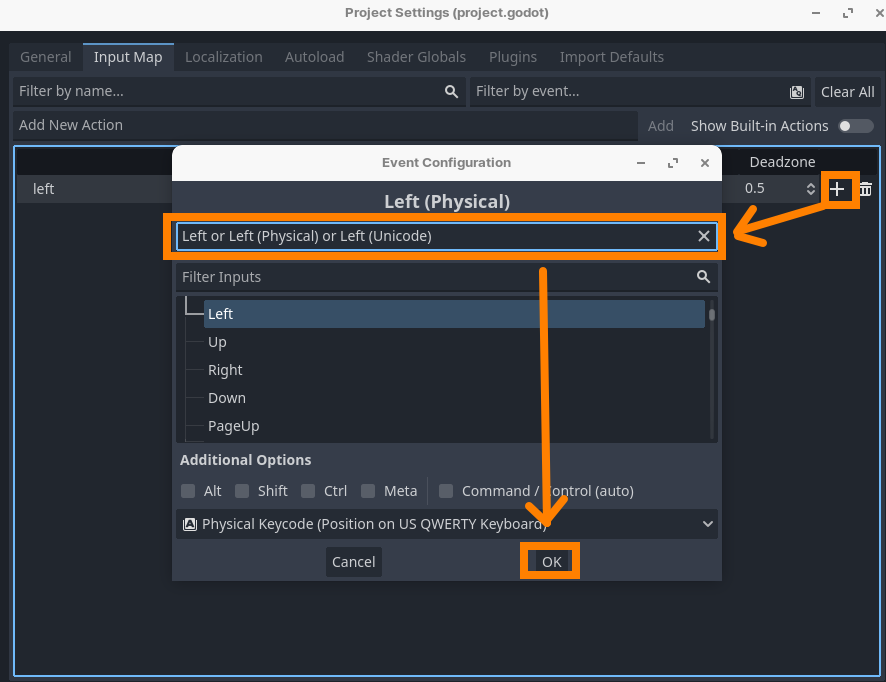 Project Settings (project.godot)
General Input Map Localization Autoload Shader Globals Plugins Import Defaults
Filter by name... Filter by event... Clear All
Add New Action Add Show Built-in Actions
Event Configuration Deadzone
left 0.5
Left (Physical)
Left or Left (Physical) or Left (Unicode)
Filter Inputs
Left
Up
Right
Down
PageUp
Additional Options
Alt Shift Ctrl Meta Command / Control (auto)
Physical Keycode (Position on US QWERTY Keyboard)
Cancel OK